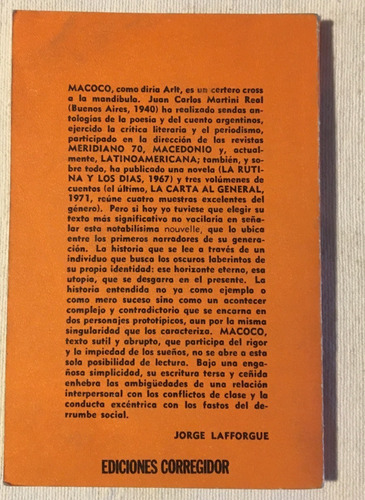 MACOCO, como diría Arlt, es un certero cross
a la mandíbula. Juan Carlos Martini Real
(Buenos Aires, 1940) ha realizado sendas an-
tologías de la poesía y del cuento argentinos,
ejercido la crítica literaria y el periodismo,
participado en la dirección de las revistas
MERIDIANO 70, MACEDONIO y, actual-
mente, LATINOAMERICANA; también, y so-
bre todo, ha publicado una novela (LA RUTI-
NA Y LOS DIAS, 1967) y tres volúmenes de
cuentos (el último, LA CARTA AL GENERAL,
1971, reúne cuatro muestras excelentes del
género). Pero si hoy tuviese que elegir su
texto más significativo no vacilaría en seña-
lar esta notabilísima nouvelle, que lo ubica
entre los primeros narradores de su genera-
ción. La historia que se lee a través de un
individuo que busca los oscuros laberintos de
su propia identidad: ese horizonte eterno, esa
utopía, que se desgarra en el presente. La
historia entendida no ya como ejemplo o
como mero suceso sino como un acontecer
complejo y contradictorio que se encarna en
dos personajes prototípicos, aun por la misma
singularidad que los caracteriza. MACOCO,
texto sutil y abrupto, que participa del rigor
y la impiedad de los sueños, no se abre a esta
sola posibilidad de lectura. Bajo una enga-
ñosa simplicidad, su escritura tersa y ceñida
enhebra las ambigüedades de una relación
interpersonal con los conflictos de clase y la
conducta excéntrica con los fastos del de-
rrumbe social.
JORGE LAFFORGUE
EDICIONES CORREGIDOR